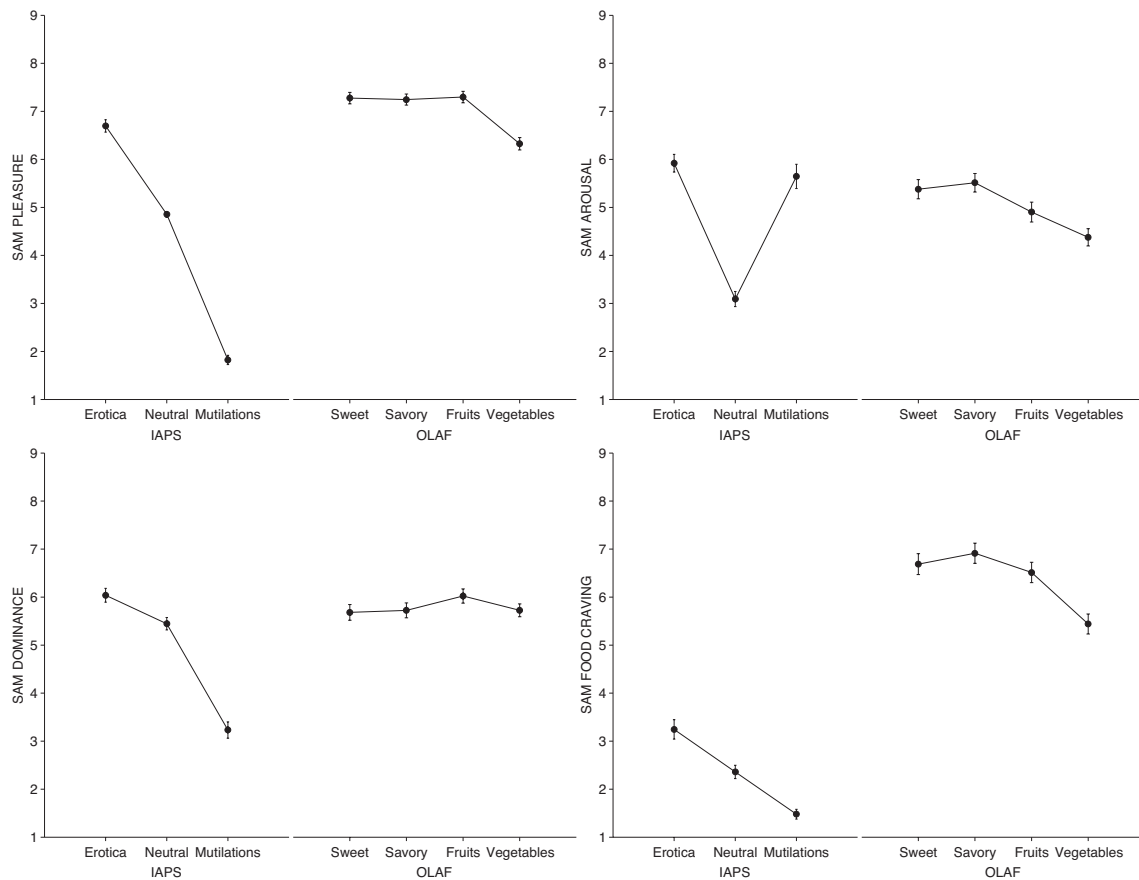 9
8
7
6
5
4
3
2
1
SAM PLEASURE
Erotica Neutral Mutilations
IAPS
Sweet Savory Fruits Vegetables
OLAF
9
8
7
6
5
4
3
2
1
SAM AROUSAL
Erotica Neutral Mutilations
IAPS
Sweet Savory Fruits Vegetables
OLAF
9
8
7
6
5
4
3
2
1
SAM DOMINANCE
Erotica Neutral Mutilations
IAPS
Sweet Savory Fruits Vegetables
OLAF
9
8
7
6
5
4
3
2
1
SAM FOOD CRAVING
Erotica Neutral Mutilations
IAPS
Sweet Savory Fruits Vegetables
OLAF